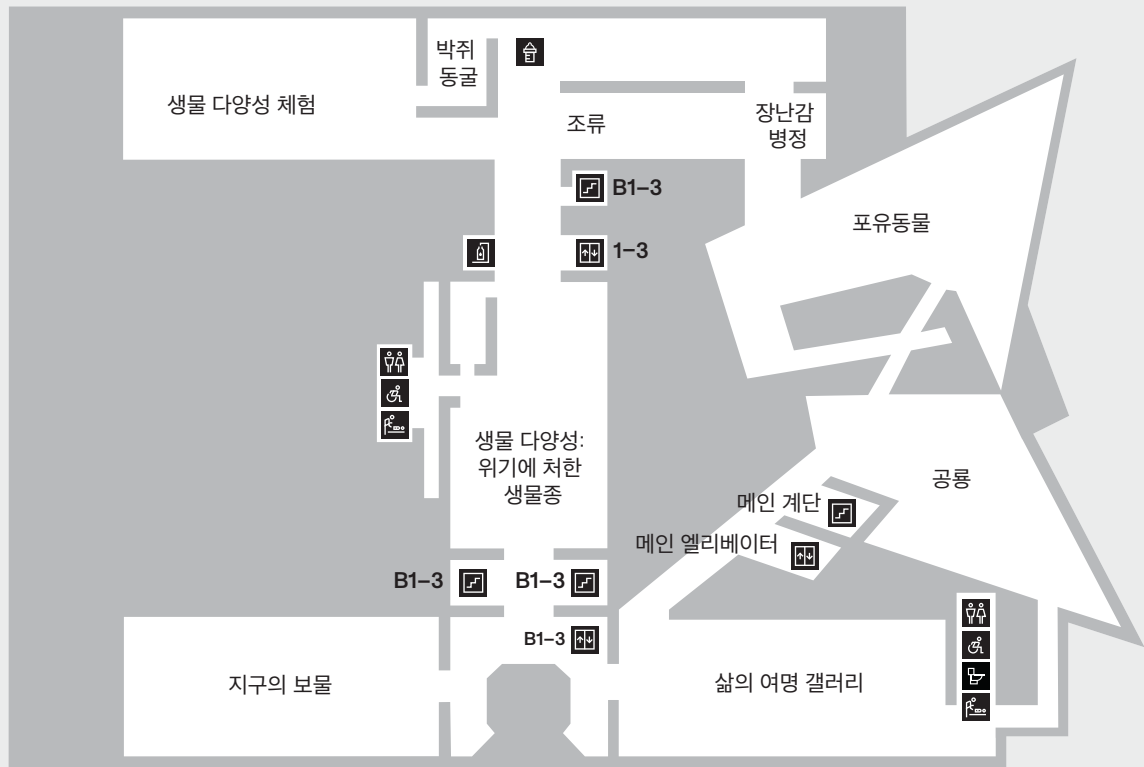 박쥐
동굴
생물 다양성 체험
조류
장난감
병정
B1–3
포유동물
1–3
생물 다양성:
위기에 처한
생물종
공룡
메인 계단
메인 엘리베이터
B1–3
B1–3
B1–3
지구의 보물
삶의 여명 갤러리